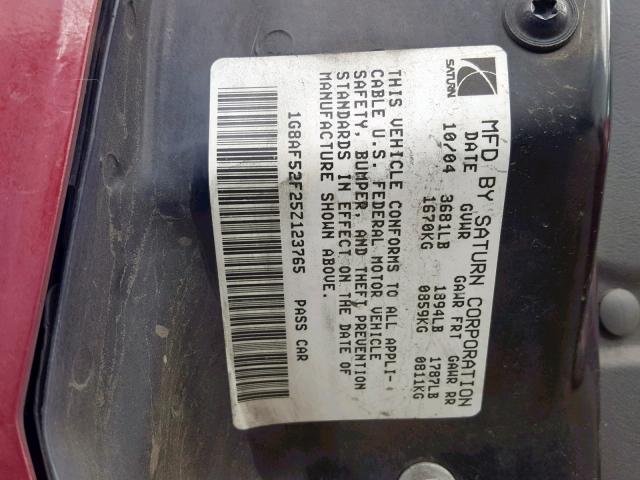 SATURN
MFD BY SATURN CORPORATION
DATE GVWR GAWR FRT GAWR RR
10/04 3681LB 1894LB 1787LB
1670KG 0859KG 0811KG
THIS VEHICLE CONFORMS TO ALL APPLI-
CABLE U.S. FEDERAL MOTOR VEHICLE
SAFETY, BUMPER, AND THEFT PREVENTION
STANDARDS IN EFFECT ON THE DATE OF
MANUFACTURE SHOWN ABOVE.
1G8AF52F25Z123765 PASS CAR